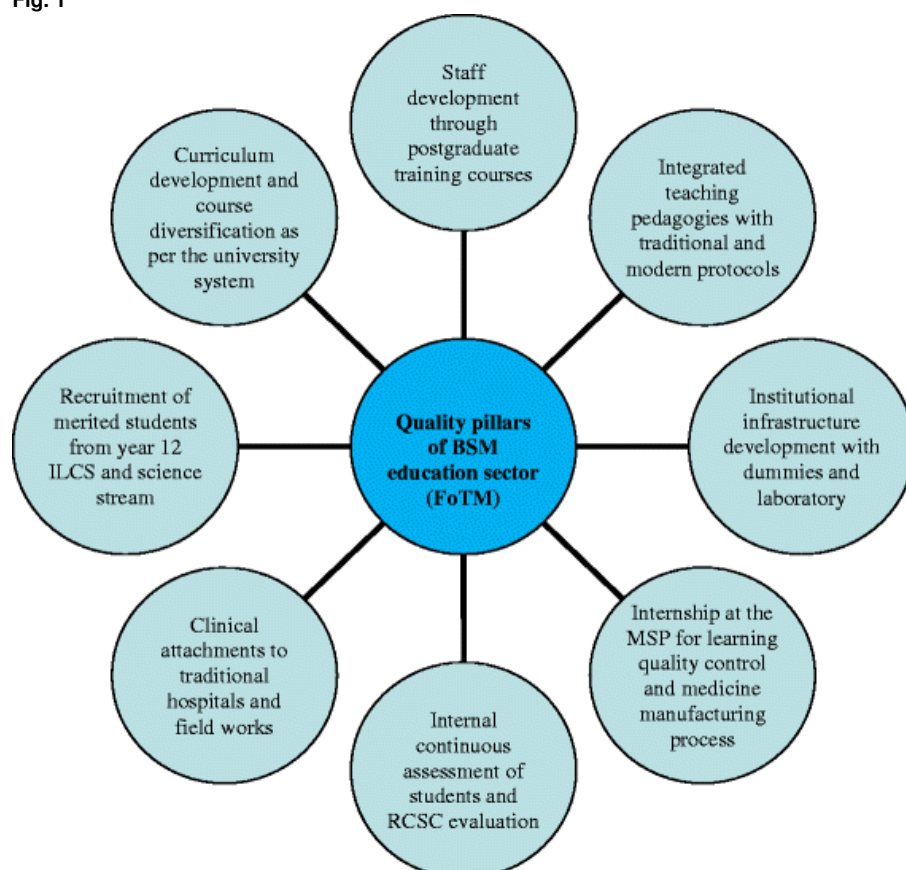 Fig. 1
Staff
development
through
postgraduate
training courses
Integrated
teaching
pedagogies with
traditional and
modern protocols
Institutional
infrastructure
development with
dummies and
laboratory
Internship at the
MSP for learning
quality control
and medicine
manufacturing
process
Internal
continuous
assessment of
students and
RCSC evaluation
Clinical
attachments to
traditional
hospitals and
field works
Recruitment of
merited students
from year 12
ILCS and science
stream
Curriculum
development and
course
diversification as
per the university
system
Quality pillars
of BSM
education sector
(FoTM)